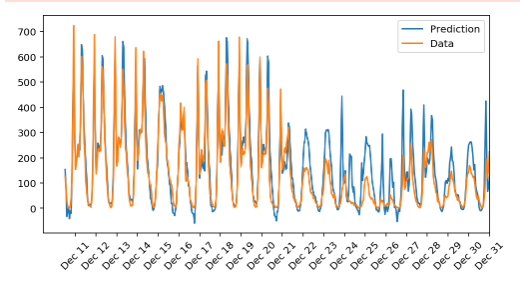 Prediction
Data
700
600
500
400
300
200
100
0
Dec 11
Dec 12
Dec 13
Dec 14
Dec 15
Dec 16
Dec 17
Dec 18
Dec 19
Dec 20
Dec 21
Dec 22
Dec 23
Dec 24
Dec 25
Dec 26
Dec 27
Dec 28
Dec 29
Dec 30
Dec 31